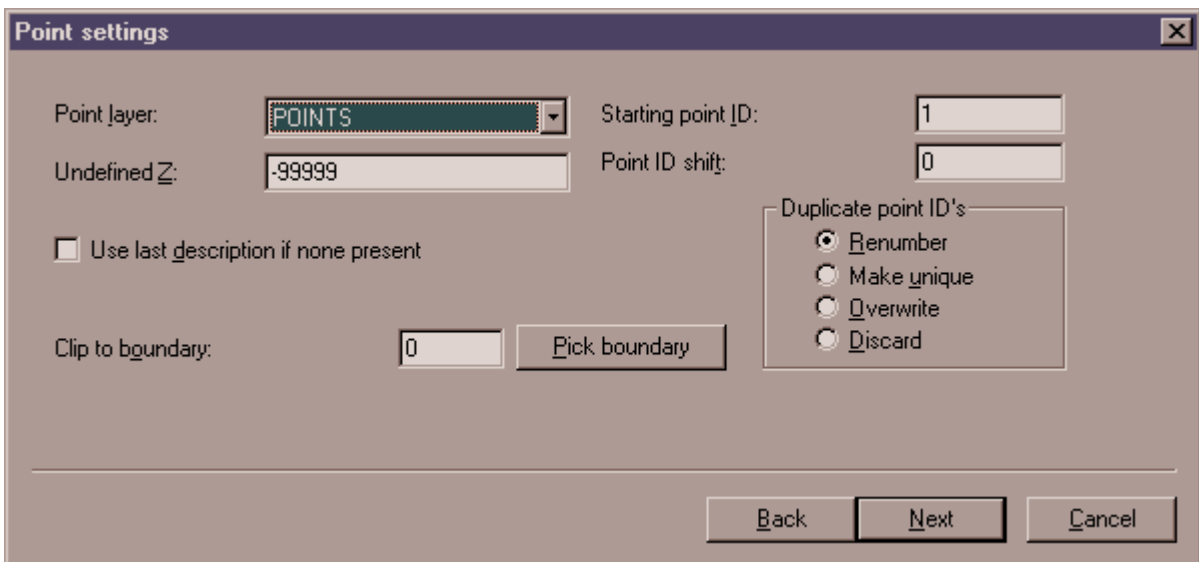 Point settings
Point layer:
POINTS
Starting point ID:
1
Undefined Z:
-99999
Point ID shift:
0
Duplicate point ID's
Renumber
Make unique
Overwrite
Discard
Use last description if none present
Clip to boundary:
0
Pick boundary
Back
Next
Cancel